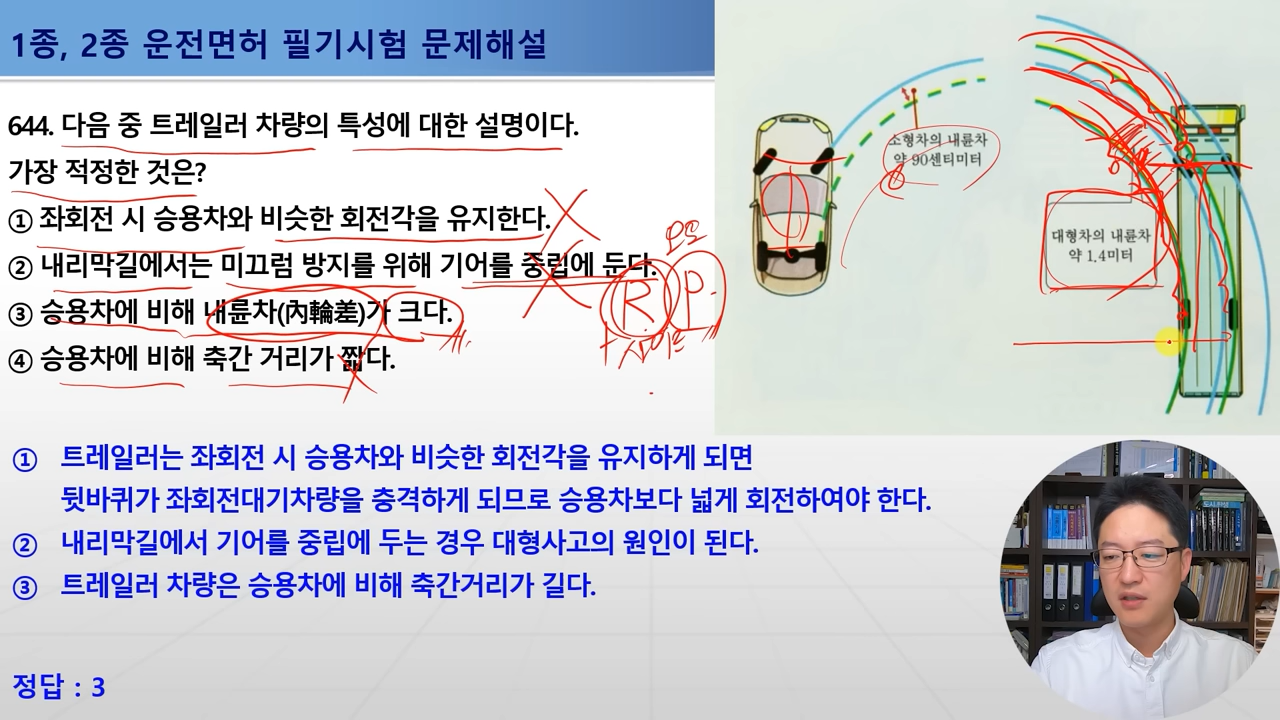 1종, 2종 운전면허 필기시험 문제해설
644. 다음 중 트레일러 차량의 특성에 대한 설명이다.
가장 적정한 것은?
① 좌회전 시 승용차와 비슷한 회전각을 유지한다.
② 내리막길에서는 미끄럼 방지를 위해 기어를 중립에 둔다.
③ 승용차에 비해 내륜차(內輪差)가 크다.
④ 승용차에 비해 축간 거리가 짧다.
오토
R P
소형차의 내륜차
약 90센티미터
대형차의 내륜차
약 1.4미터
① 트레일러는 좌회전 시 승용차와 비슷한 회전각을 유지하게 되면
뒷바퀴가 좌회전대기차량을 충격하게 되므로 승용차보다 넓게 회전하여야 한다.
② 내리막길에서 기어를 중립에 두는 경우 대형사고의 원인이 된다.
③ 트레일러 차량은 승용차에 비해 축간거리가 길다.
정답 : 3